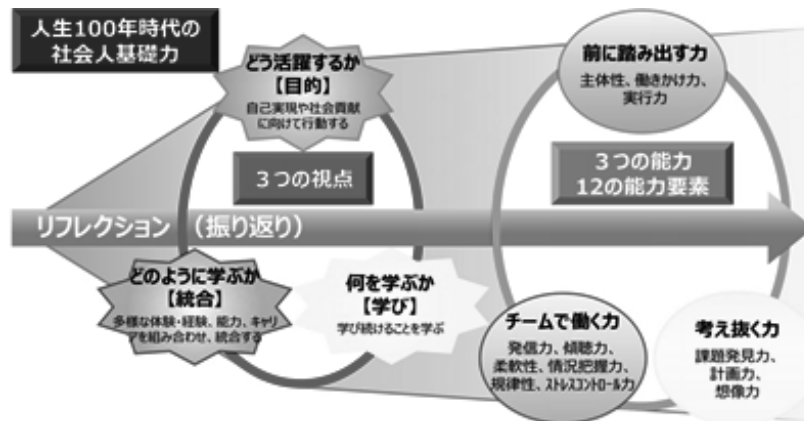 人生100年時代の
社会人基礎力
どう活躍するか
【目的】
自己実現や社会貢献
に向けて行動する
前に踏み出す力
主体性、働きかけ力、
実行力
3つの視点
3つの能力
12の能力要素
リフレクション (振り返り)
どのように学ぶか
【統合】
多様な体験・経験、能力、キャリ
アを組み合わせ、統合する
何を学ぶか
【学び】
学び続けることを学ぶ
チームで働く力
発信力、傾聴力、
柔軟性、情況把握力、
規律性、ストレスコントロール力
考え抜く力
課題発見力、
計画力、
想像力